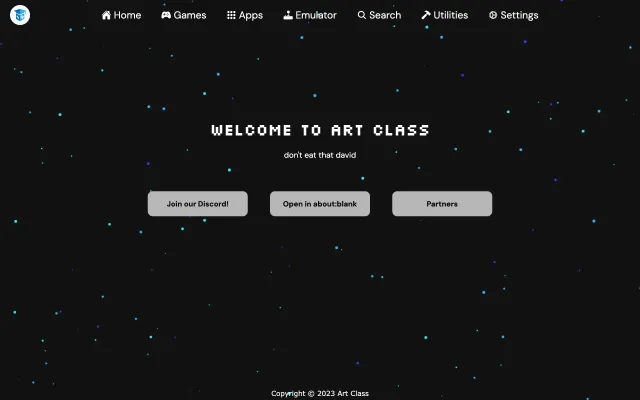 Home Games Apps Emulator Search Utilities Settings
WELCOME TO ART CLASS
don't eat that david
Join our Discord! Open in about:blank Partners
Copyright © 2023 Art Class